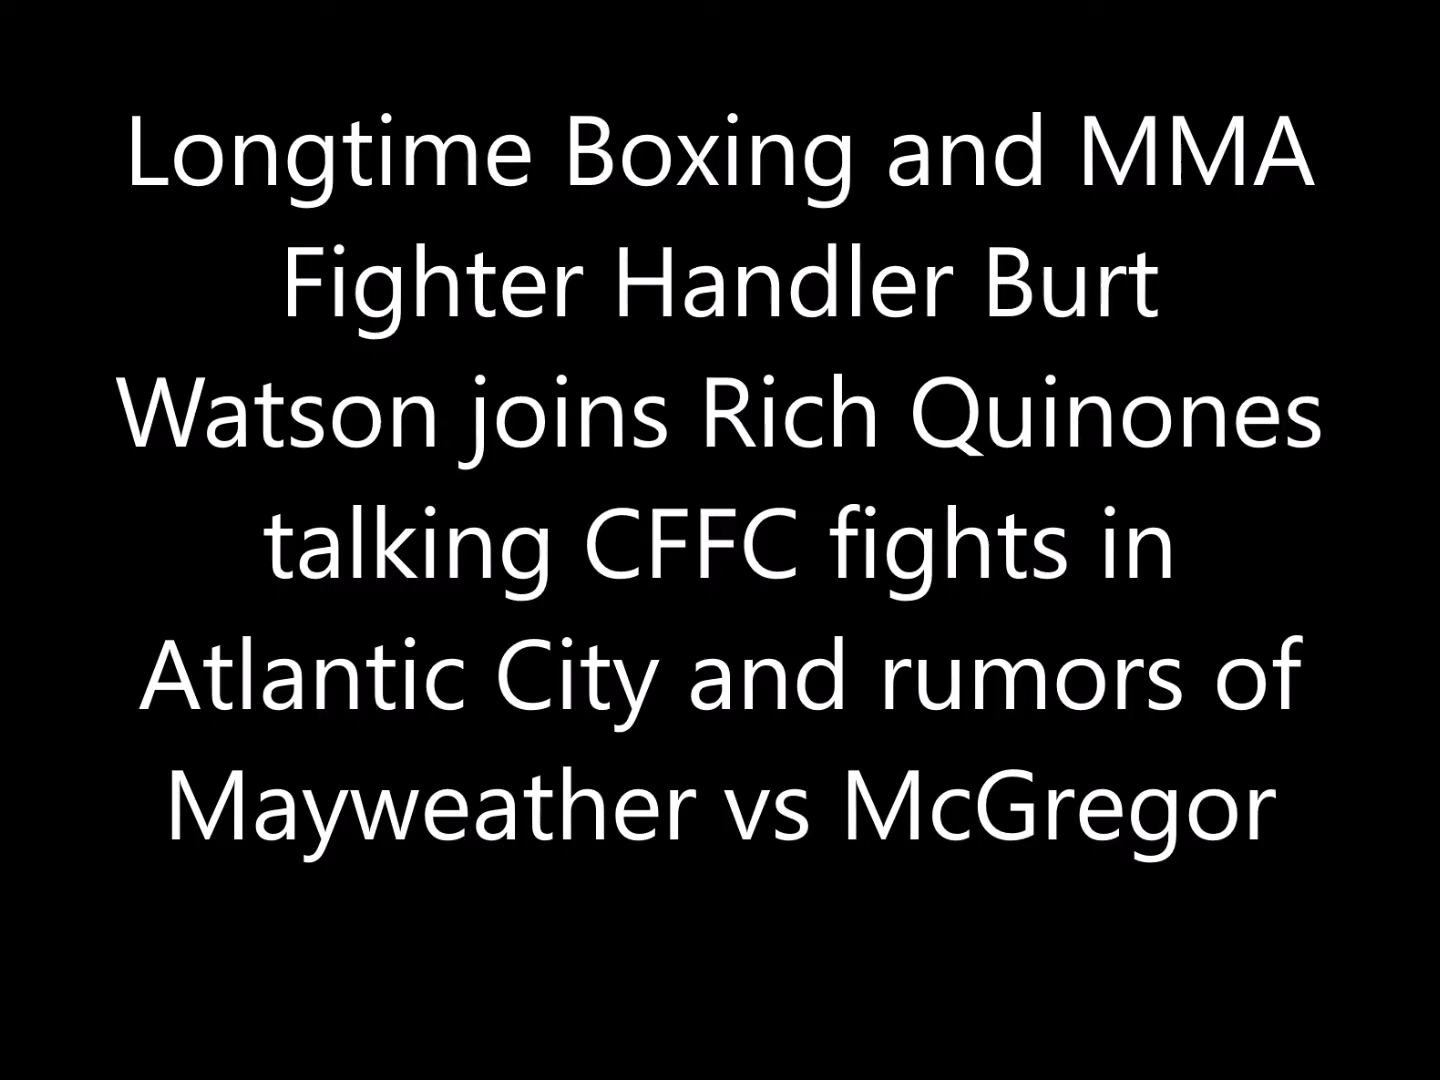 Longtime Boxing and MMA
Fighter Handler Burt
Watson joins Rich Quinones
talking CFFC fights in
Atlantic City and rumors of
Mayweather vs McGregor